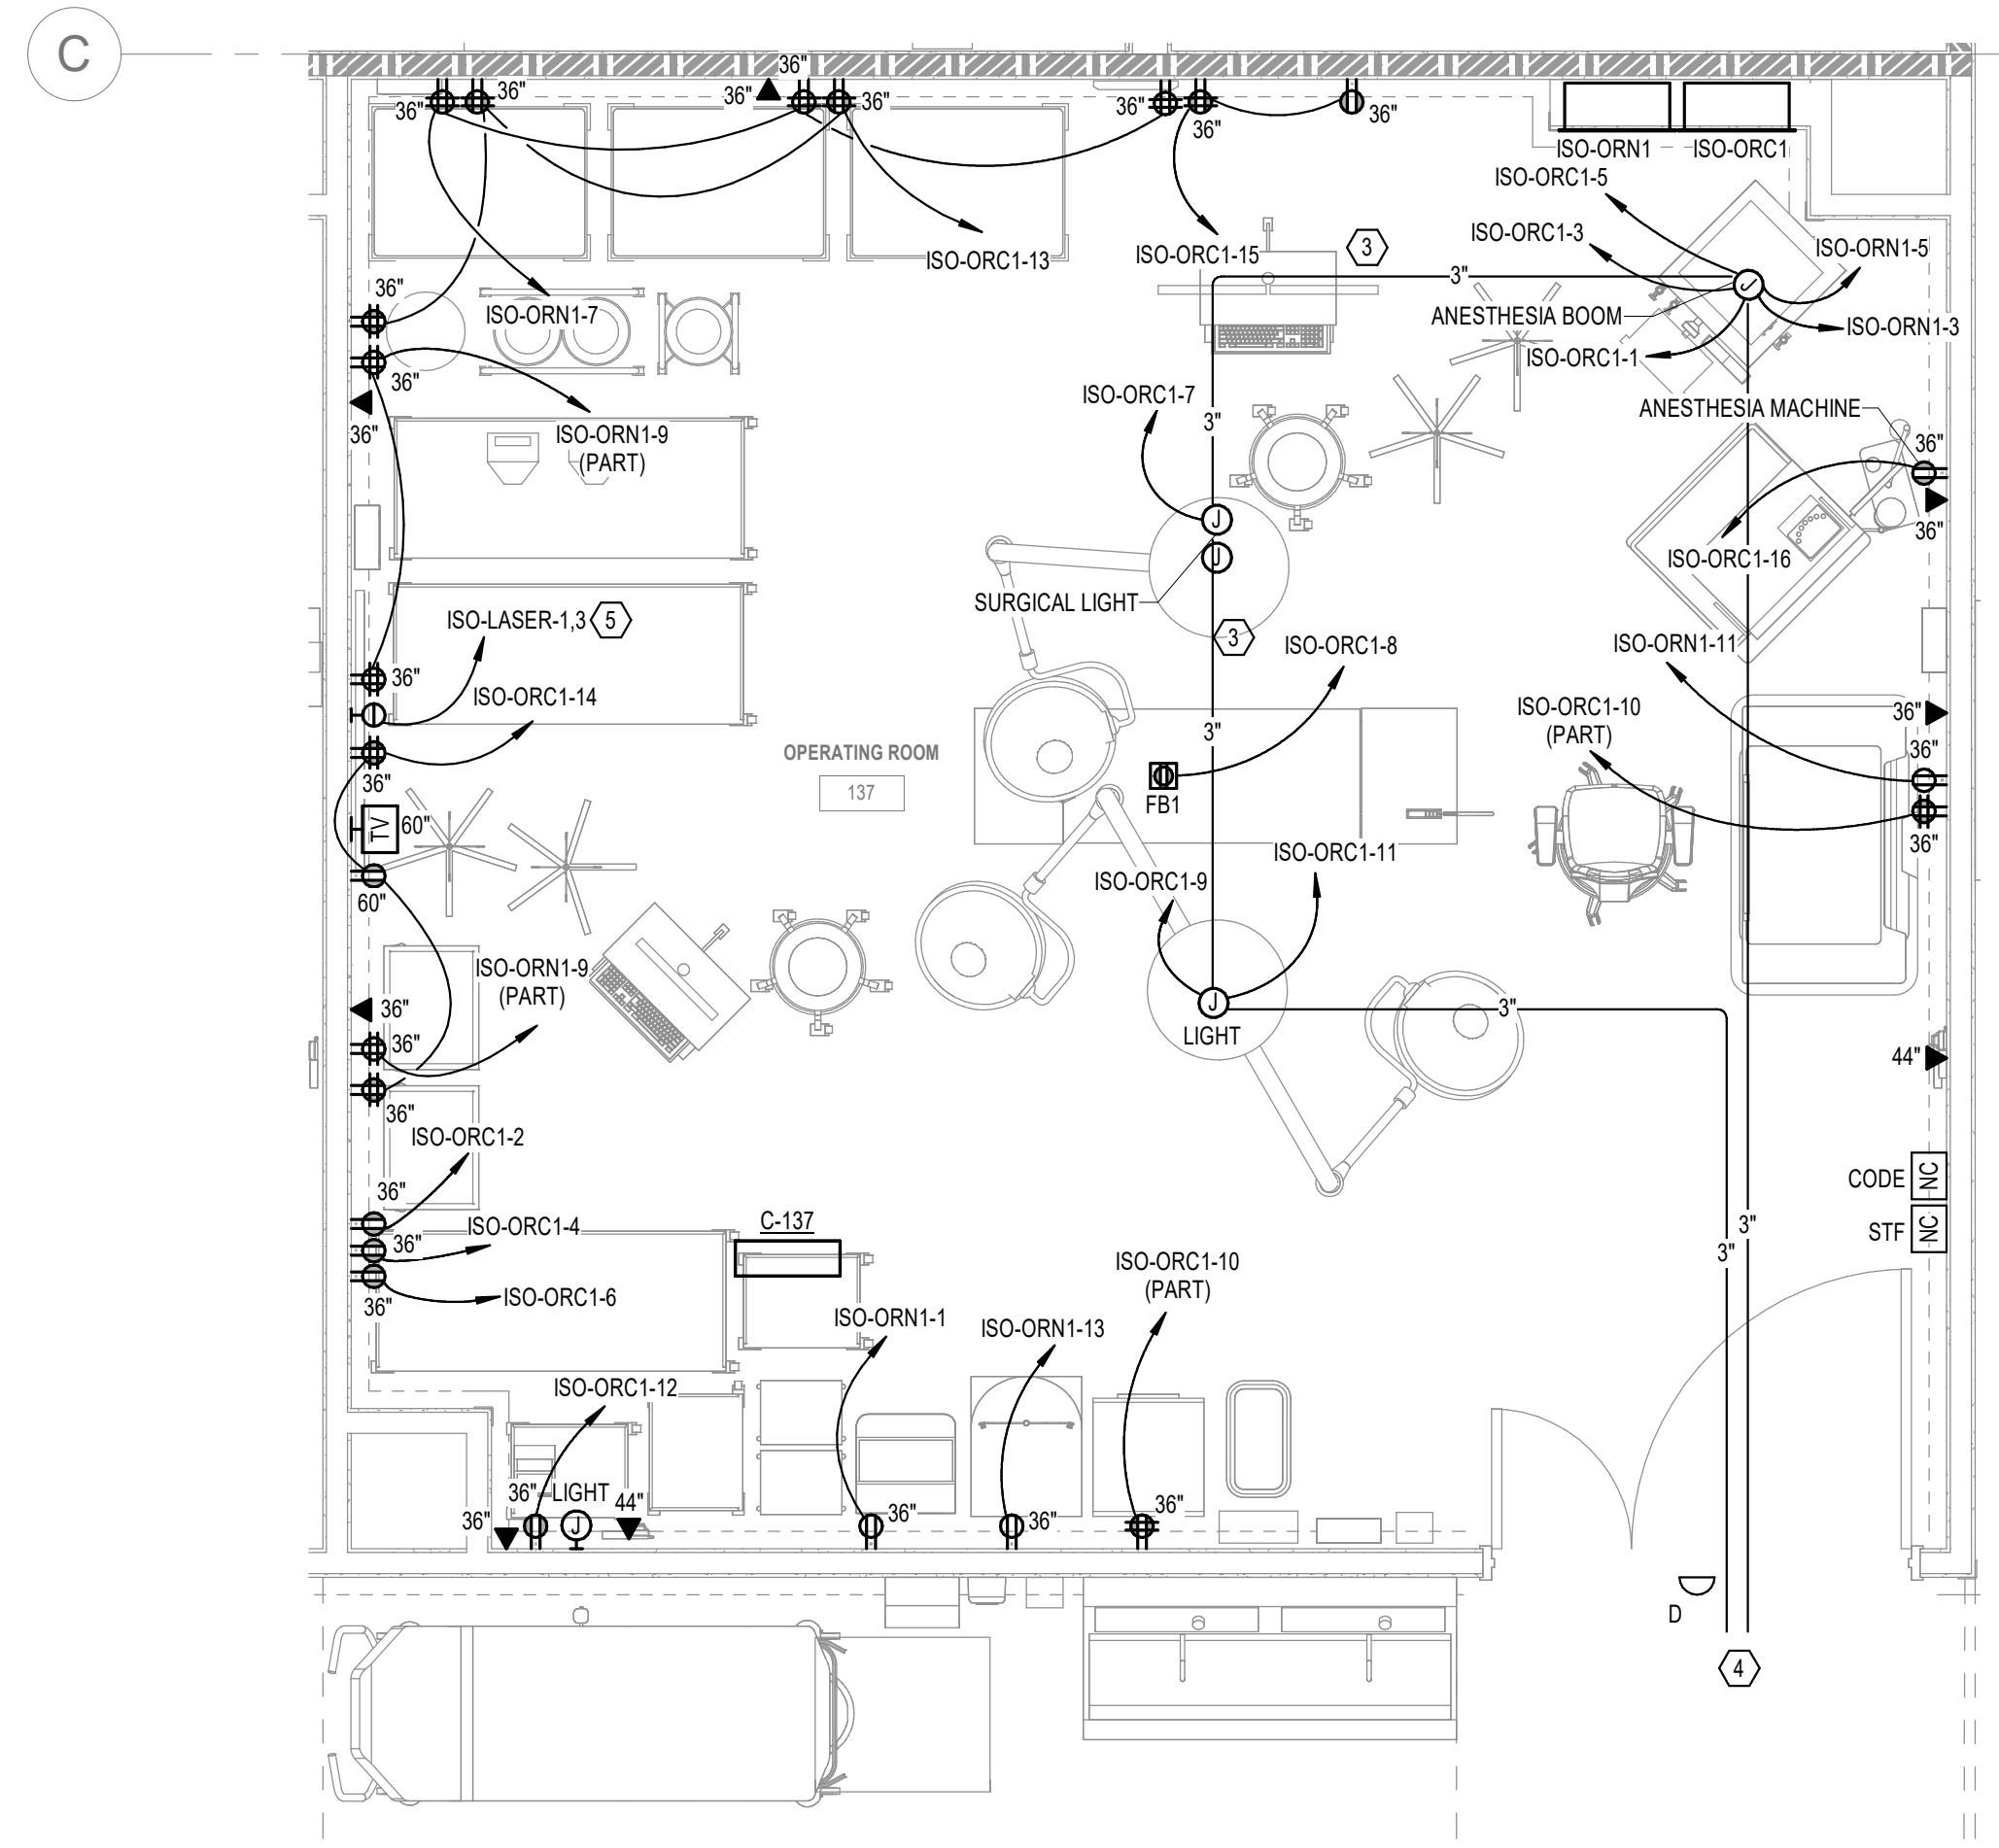 C
36"
36"
36"
36"
36"
36"
36"
36"
ISO-ORN1
ISO-ORC1
ISO-ORC1-5
ISO-ORC1-3
ISO-ORN1-5
ISO-ORC1-13
ISO-ORC1-15
3
3"
36"
ISO-ORN1-7
ANESTHESIA BOOM
ISO-ORN1-3
ISO-ORC1-1
36"
ISO-ORC1-7
ANESTHESIA MACHINE
3"
36"
ISO-ORN1-9
(PART)
36"
J
36"
J
ISO-ORC1-16
SURGICAL LIGHT
ISO-LASER-1,3
5
3
ISO-ORC1-8
ISO-ORN1-11
36"
ISO-ORC1-14
ISO-ORC1-10
(PART)
36"
3"
OPERATING ROOM
137
36"
36"
FB1
TV
60"
36"
ISO-ORC1-11
ISO-ORC1-9
60"
ISO-ORN1-9
(PART)
36"
J
3"
LIGHT
36"
44"
36"
ISO-ORC1-2
CODE
NC
36"
C-137
ISO-ORC1-4
3"
STF
NC
36"
3"
ISO-ORC1-10
(PART)
ISO-ORC1-6
36"
ISO-ORN1-1
ISO-ORN1-13
ISO-ORC1-12
36"
LIGHT
44"
36"
J
36"
36"
36"
D
4